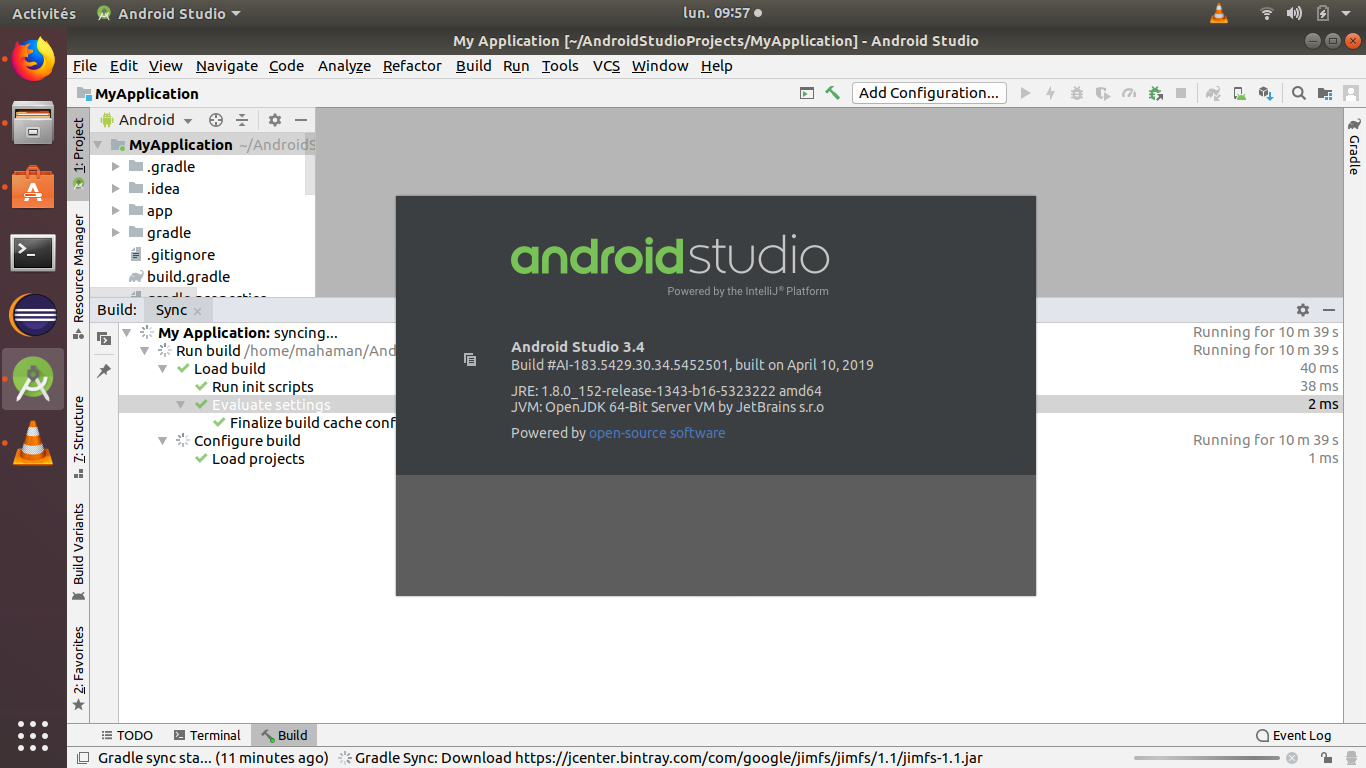 Activités Android Studio lun. 09:57
My Application [~/AndroidStudioProjects/MyApplication] - Android Studio
File Edit View Navigate Code Analyze Refactor Build Run Tools VCS Window Help
MyApplication Add Configuration...
1: Project
Resource Manager
7: Structure
Build Variants
2: Favorites
Android
MyApplication ~/AndroidS
.gradle
.idea
app
gradle
.gitignore
build.gradle
gradle.properties
Gradle
androidstudio
Powered by the IntelliJ® Platform
Android Studio 3.4
Build #AI-183.5429.30.34.5452501, built on April 10, 2019
JRE: 1.8.0_152-release-1343-b16-5323222 amd64
JVM: OpenJDK 64-Bit Server VM by JetBrains s.r.o
Powered by open-source software
Build: Sync
My Application: syncing... Running for 10 m 39 s
Run build /home/mahaman/And Running for 10 m 39 s
Load build 40 ms
Run init scripts 38 ms
Evaluate settings 2 ms
Finalize build cache conf
Configure build Running for 10 m 39 s
Load projects 1 ms
TODO Terminal Build Event Log
Gradle sync sta... (11 minutes ago) Gradle Sync: Download https://jcenter.bintray.com/com/google/jimfs/jimfs/1.1/jimfs-1.1.jar